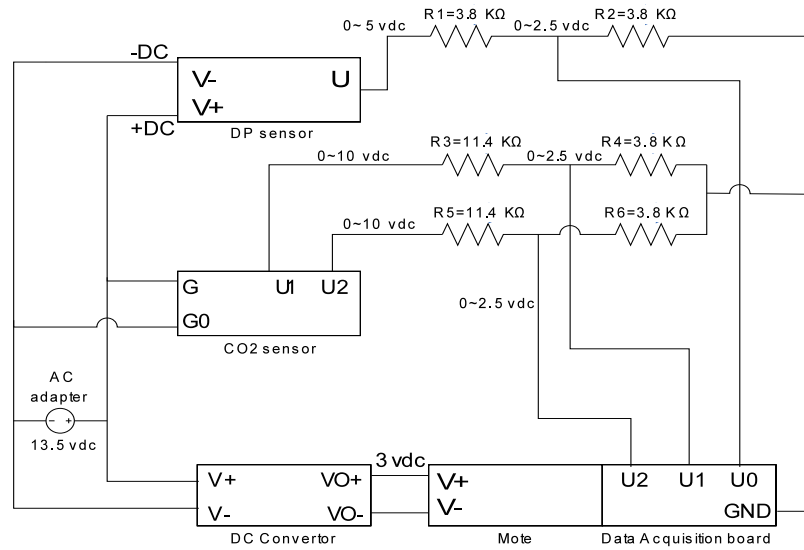 0~5 vdc
R1=3.8 KΩ
0~2.5 vdc
R2=3.8 KΩ
-DC
V-
U
V+
+DC
DP sensor
R3=11.4 KΩ
R4=3.8 KΩ
0~10 vdc
0~2.5 vdc
R5=11.4 KΩ
R6=3.8 KΩ
0~10 vdc
G
U1
U2
G0
0~2.5 vdc
CO2 sensor
AC
adapter
- +
13.5 vdc
3 vdc
V+
VO+
V+
U2
U1
U0
V-
VO-
V-
GND
DC Convertor
Mote
Data Acquisition board